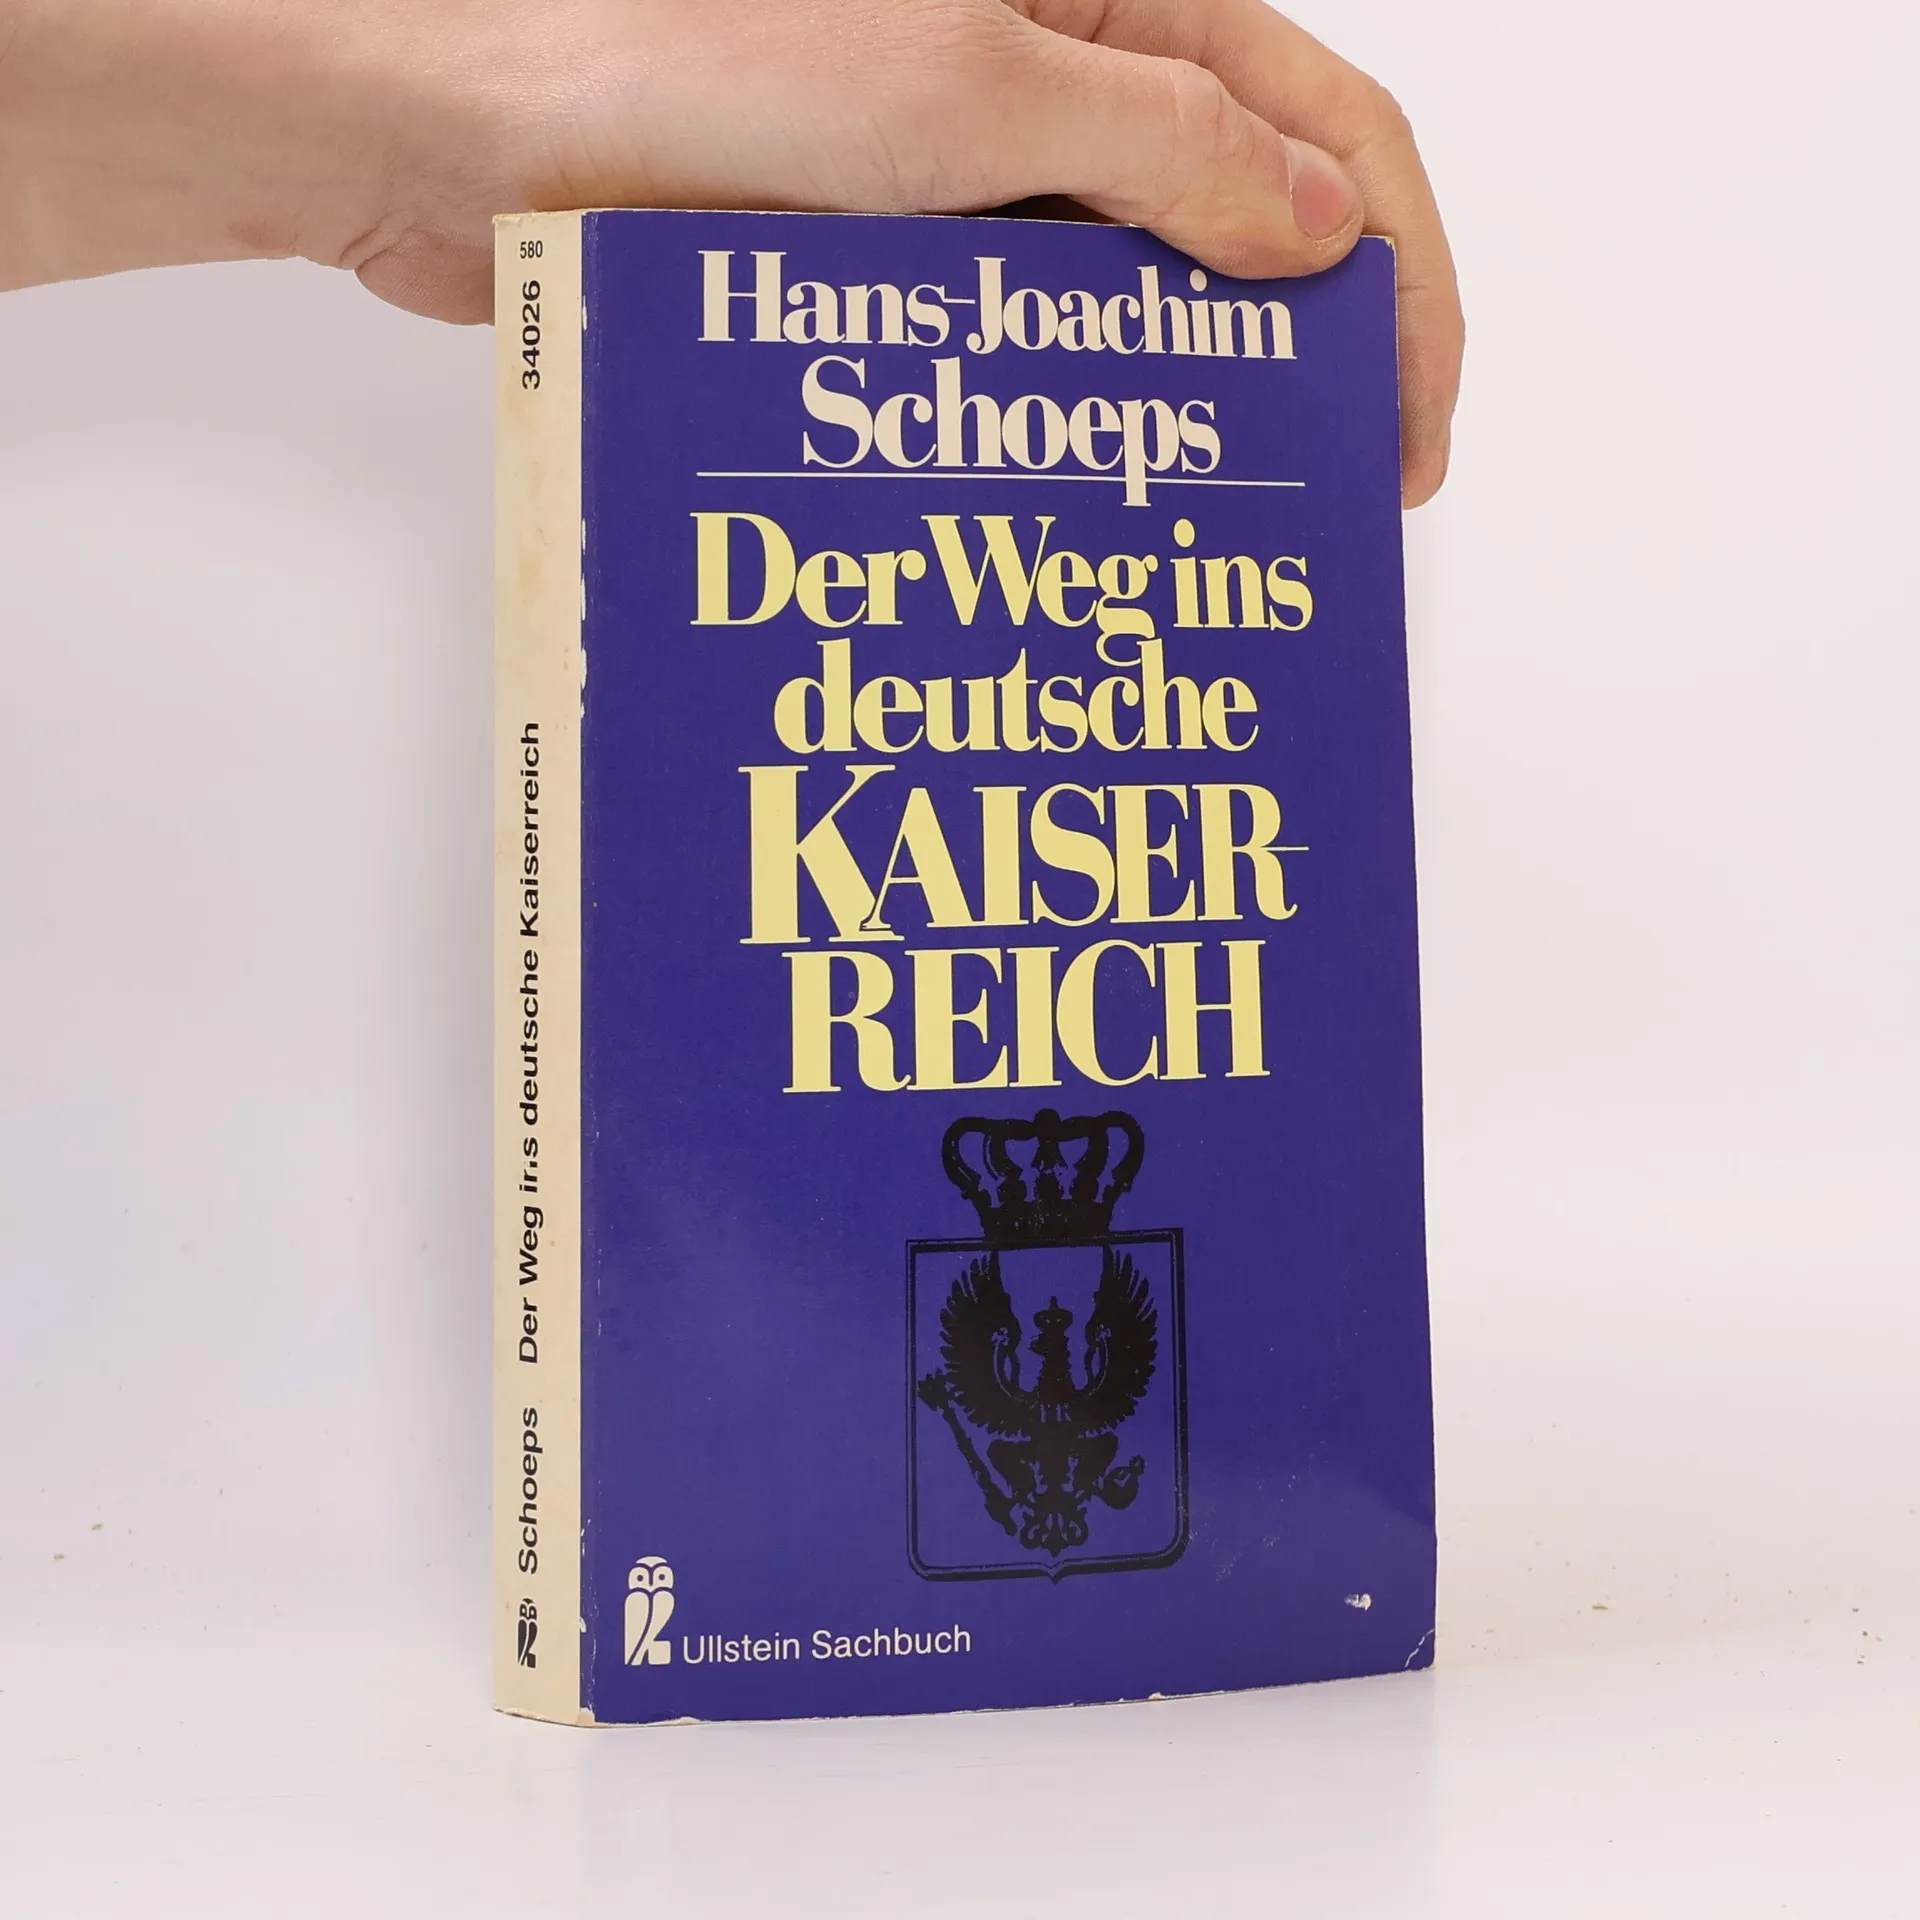 Hans-Joachim
Schoeps
Der Weg ins
deutsche
KAISER-
REICH
Ullstein Sachbuch
580
34026
Schoeps Der Weg ins deutsche Kaiserreich